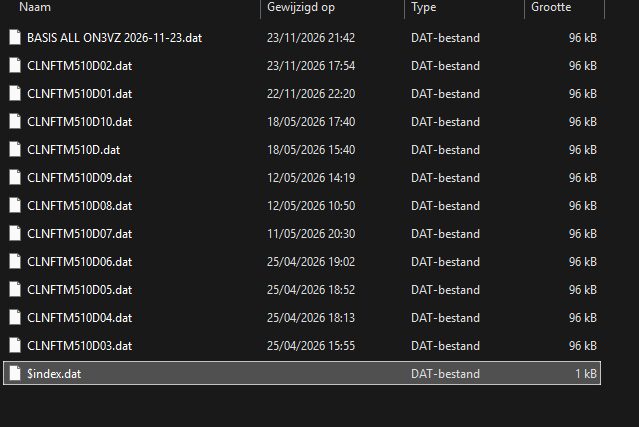 Naam Gewijzigd op Type Grootte
BASIS ALL ON3VZ 2026-11-23.dat 23/11/2026 21:42 DAT-bestand 96 kB
CLNFTM510D02.dat 23/11/2026 17:54 DAT-bestand 96 kB
CLNFTM510D01.dat 22/11/2026 22:20 DAT-bestand 96 kB
CLNFTM510D10.dat 18/05/2026 17:40 DAT-bestand 96 kB
CLNFTM510D.dat 18/05/2026 15:40 DAT-bestand 96 kB
CLNFTM510D09.dat 12/05/2026 14:19 DAT-bestand 96 kB
CLNFTM510D08.dat 12/05/2026 10:50 DAT-bestand 96 kB
CLNFTM510D07.dat 11/05/2026 20:30 DAT-bestand 96 kB
CLNFTM510D06.dat 25/04/2026 19:02 DAT-bestand 96 kB
CLNFTM510D05.dat 25/04/2026 18:52 DAT-bestand 96 kB
CLNFTM510D04.dat 25/04/2026 18:13 DAT-bestand 96 kB
CLNFTM510D03.dat 25/04/2026 15:55 DAT-bestand 96 kB
$index.dat DAT-bestand 1 kB